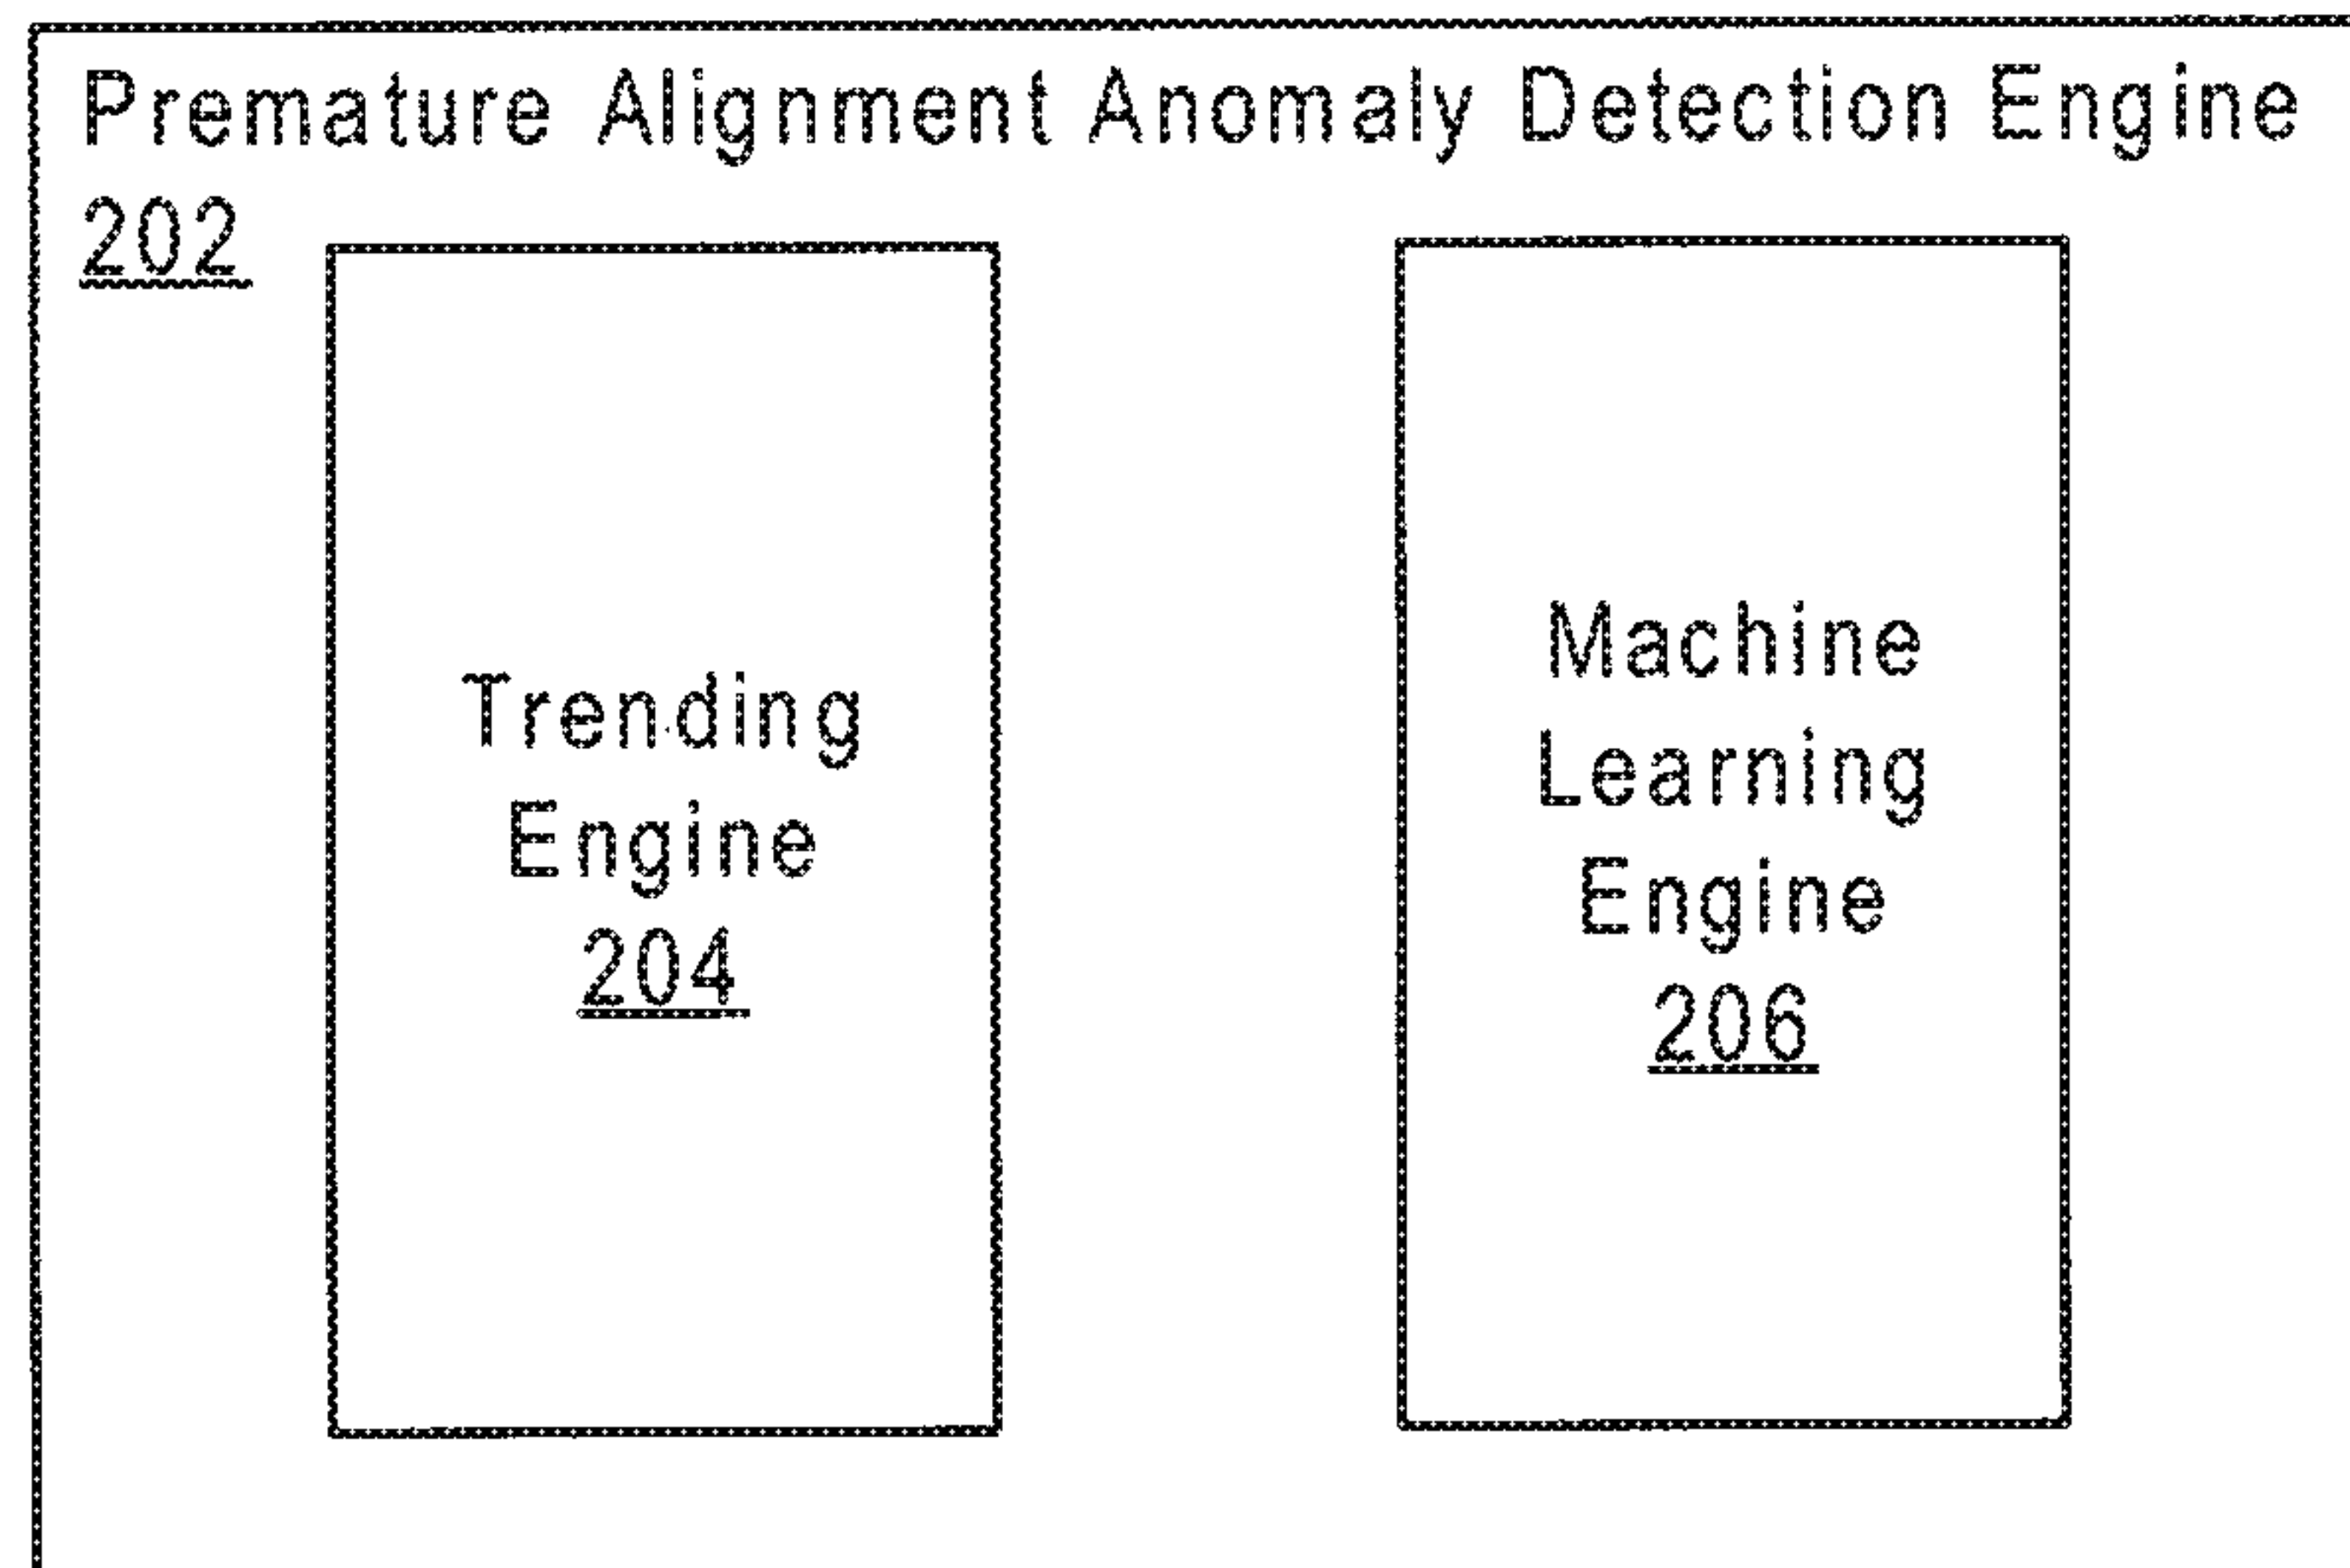 Premature Alignment Anomaly Detection Engine
202
Trending
Engine
204
Machine
Learning
Engine
206